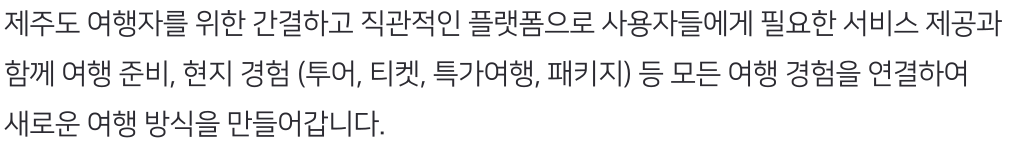 제주도 여행자를 위한 간결하고 직관적인 플랫폼으로 사용자들에게 필요한 서비스 제공과
함께 여행 준비, 현지 경험 (투어, 티켓, 특가여행, 패키지) 등 모든 여행 경험을 연결하여
새로운 여행 방식을 만들어갑니다.